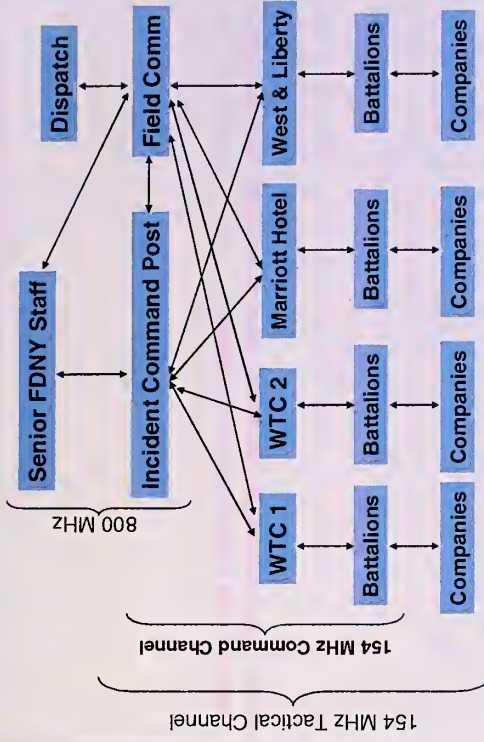 Dispatch
Senior FDNY Staff
Field Comm
Incident Command Post
800 MHz
WTC 1
WTC 2
Marriott Hotel
West & Liberty
Battalions
Battalions
Battalions
Battalions
Companies
Companies
Companies
Companies
154 MHz Command Channel
154 MHz Tactical Channel